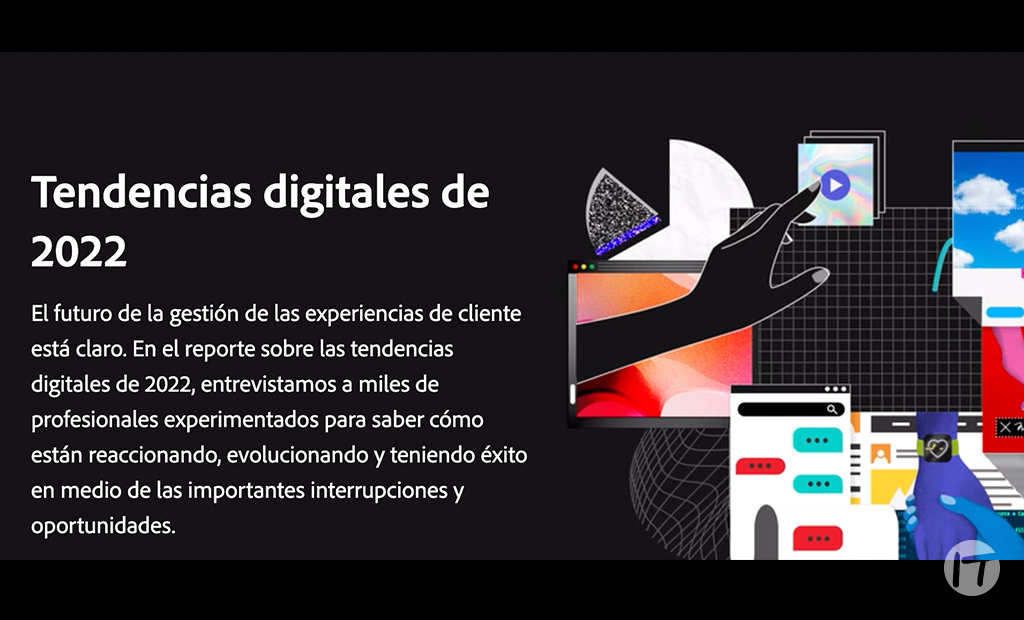 Tendencias digitales de
2022
El futuro de la gestión de las experiencias de cliente
está claro. En el reporte sobre las tendencias
digitales de 2022, entrevistamos a miles de
profesionales experimentados para saber cómo
están reaccionando, evolucionando y teniendo éxito
en medio de las importantes interrupciones y
oportunidades.
IT